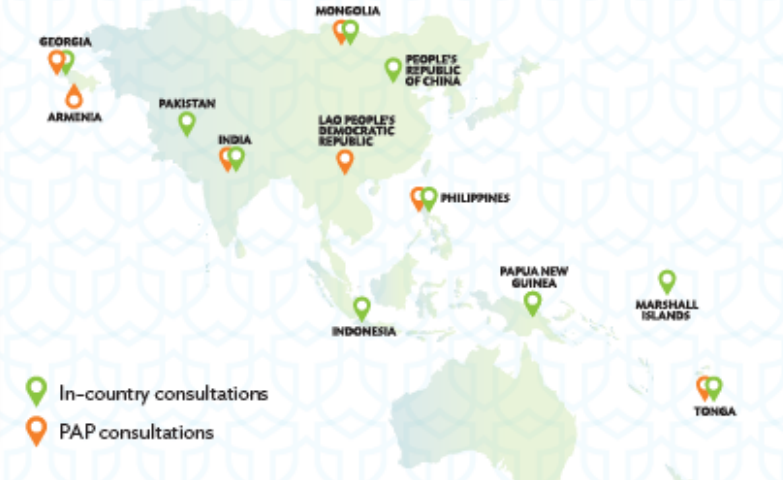 MONGOLIA
GEORGIA
PEOPLE'S
REPUBLIC
OF CHINA
ARMENIA
PAKISTAN
LAO PEOPLE'S
DEMOCRATIC
REPUBLIC
INDIA
PHILIPPINES
PAPUA NEW
GUINEA
MARSHALL
ISLANDS
INDONESIA
In-country consultations
TONGA
PAP consultations